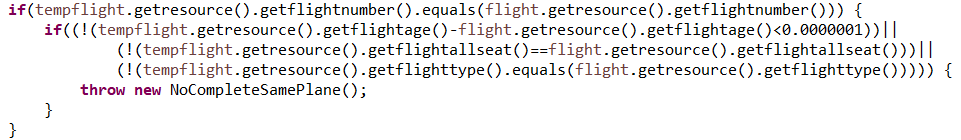 if(tempflight.getresource().getflightnumber().equals(flight.getresource().getflightnumber())) {
if((!(tempflight.getresource().getflightage()-flight.getresource().getflightage()<0.0000001))||
(!(tempflight.getresource().getflightallseat()==flight.getresource().getflightallseat()))||
(!(tempflight.getresource().getflighttype().equals(flight.getresource().getflighttype())))) {
throw new NoCompleteSamePlane();
}
}